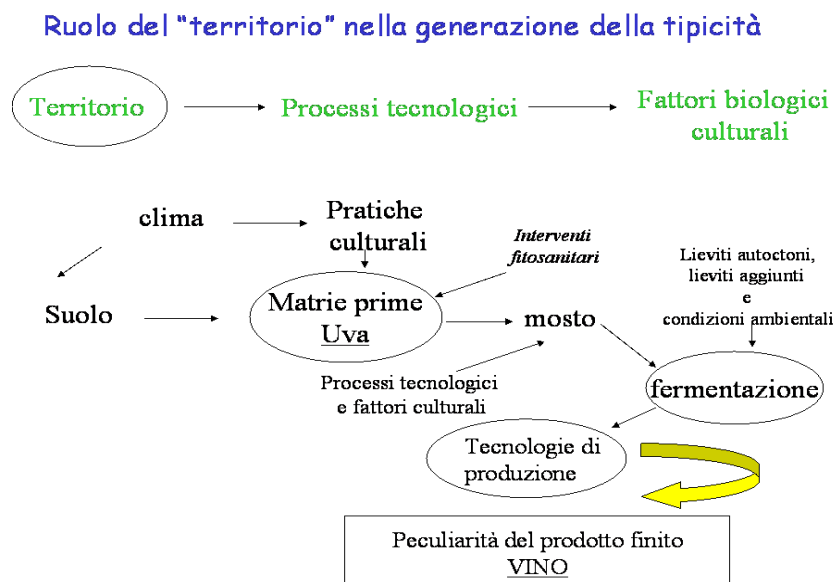 Ruolo del "territorio" nella generazione della tipicità
Territorio
Processi tecnologici
Fattori biologici
culturali
clima
Pratiche
culturali
Interventi
fitosanitari
Lieviti autoctoni,
lieviti aggiunti
e
condizioni ambientali
Suolo
Matrie prime
Uva
mosto
Processi tecnologici
e fattori culturali
fermentazione
Tecnologie di
produzione
Peculiarità del prodotto finito
VINO